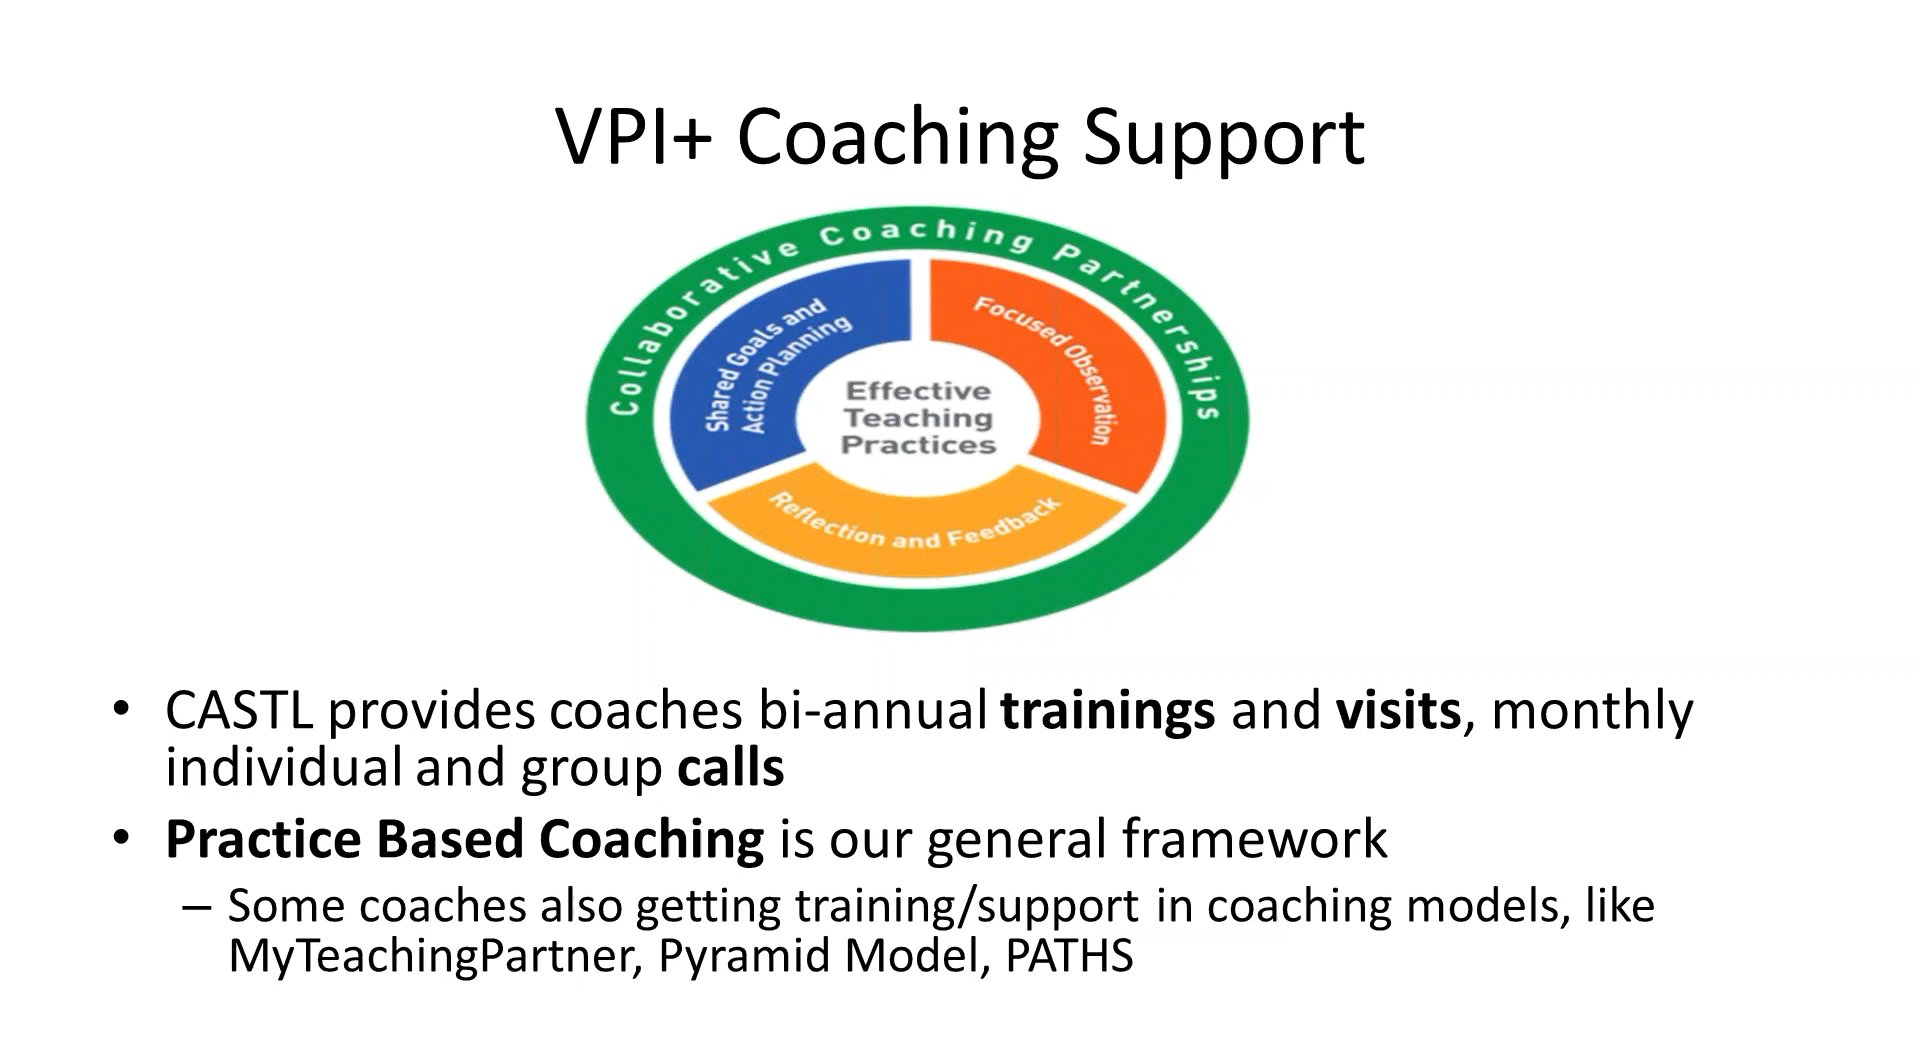 VPI+ Coaching Support
Collaborative Coaching Partnerships
Shared Goals and
Action Planning
Focused Observation
Effective
Teaching
Practices
Reflection and Feedback
• CASTL provides coaches bi-annual trainings and visits, monthly
individual and group calls
• Practice Based Coaching is our general framework
– Some coaches also getting training/support in coaching models, like
MyTeachingPartner, Pyramid Model, PATHS